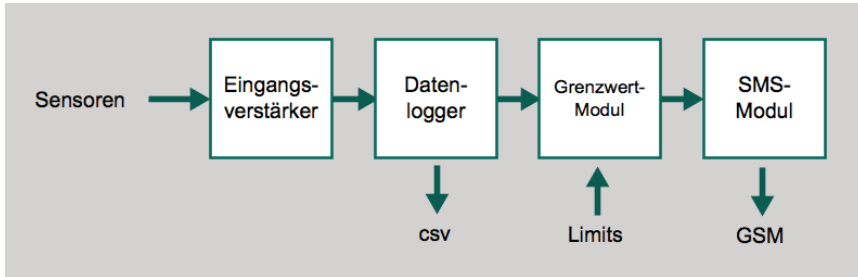 Sensoren
Eingangs-
verstärker
Daten-
logger
Grenzwert-
Modul
SMS-
Modul
csv
Limits
GSM